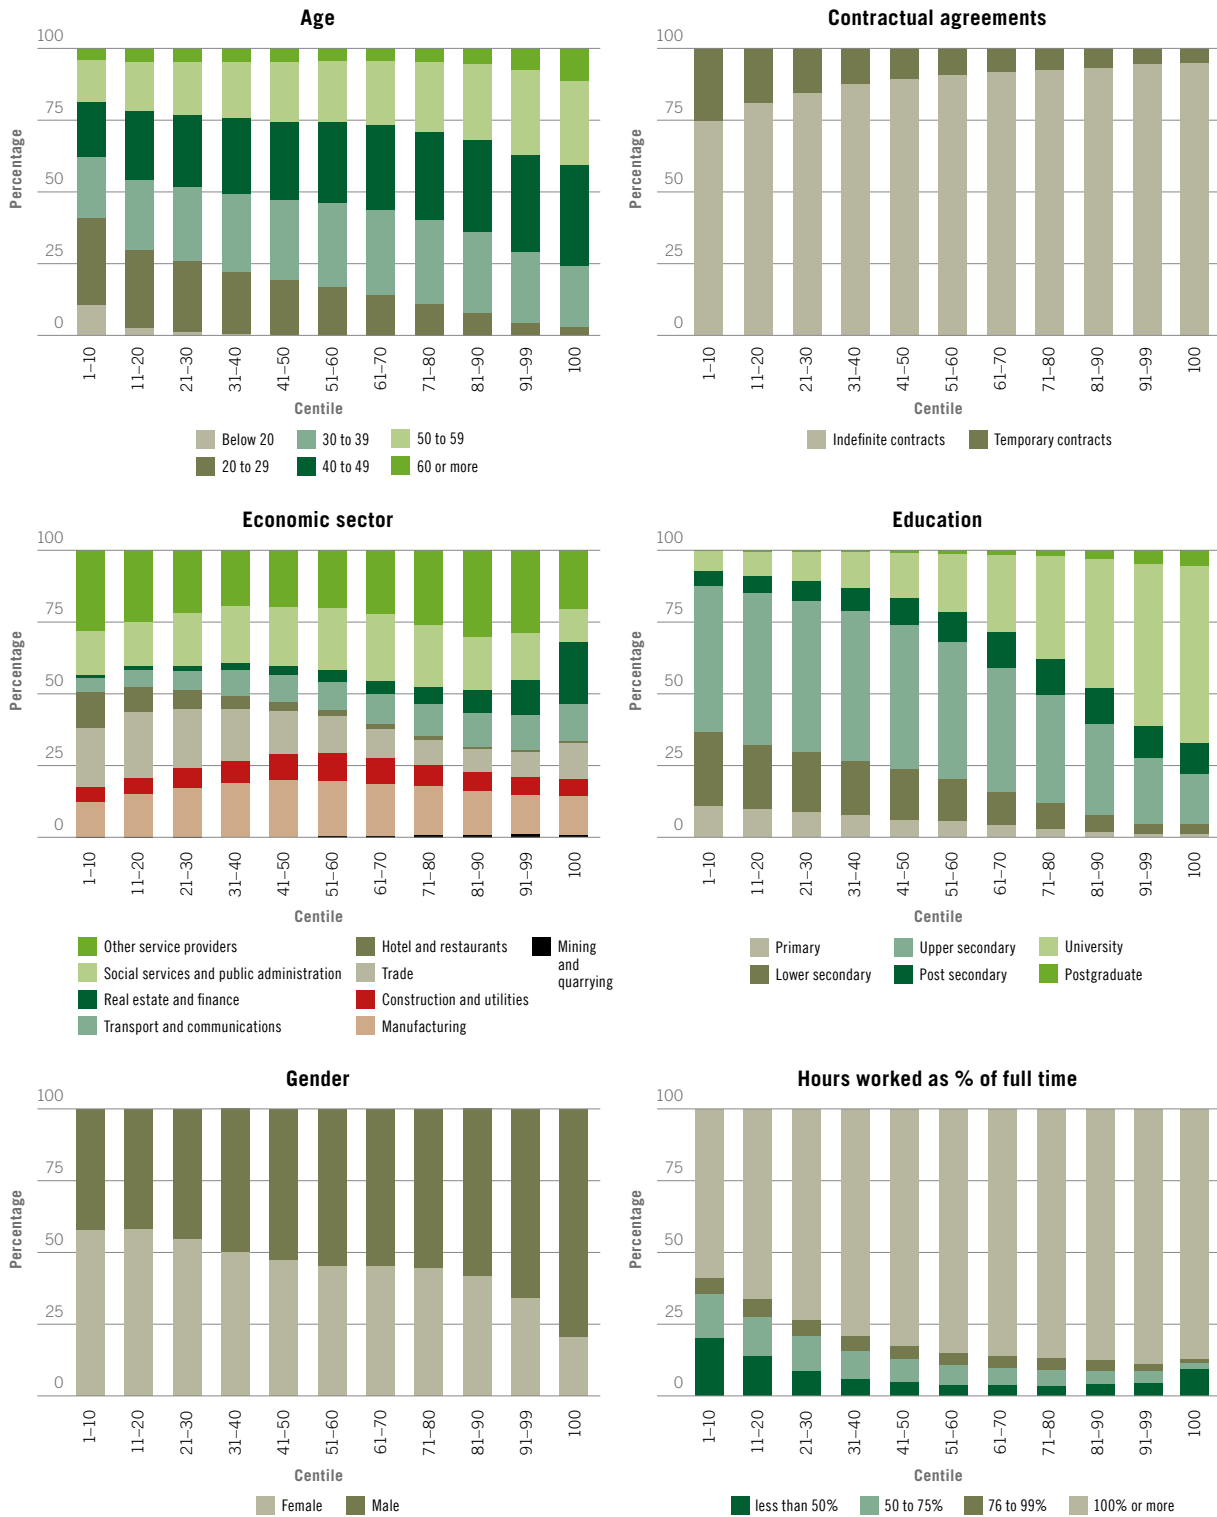 Age
100
75
50
25
0
Percentage
1–10
11–20
21–30
31–40
41–50
51–60
61–70
71–80
81–90
91–99
100
Centile
Below 20
30 to 39
50 to 59
20 to 29
40 to 49
60 or more
Contractual agreements
100
75
50
25
0
Percentage
1–10
11–20
21–30
31–40
41–50
51–60
61–70
71–80
81–90
91–99
100
Centile
Indefinite contracts
Temporary contracts
Economic sector
100
75
50
25
0
Percentage
1–10
11–20
21–30
31–40
41–50
51–60
61–70
71–80
81–90
91–99
100
Centile
Other service providers
Social services and public administration
Real estate and finance
Transport and communications
Hotel and restaurants
Trade
Construction and utilities
Manufacturing
Mining
and
quarrying
Education
100
75
50
25
0
Percentage
1–10
11–20
21–30
31–40
41–50
51–60
61–70
71–80
81–90
91–99
100
Centile
Primary
Upper secondary
University
Lower secondary
Post secondary
Postgraduate
Gender
100
75
50
25
0
Percentage
1–10
11–20
21–30
31–40
41–50
51–60
61–70
71–80
81–90
91–99
100
Centile
Female
Male
Hours worked as % of full time
100
75
50
25
0
Percentage
1–10
11–20
21–30
31–40
41–50
51–60
61–70
71–80
81–90
91–99
100
Centile
less than 50%
50 to 75%
76 to 99%
100% or more